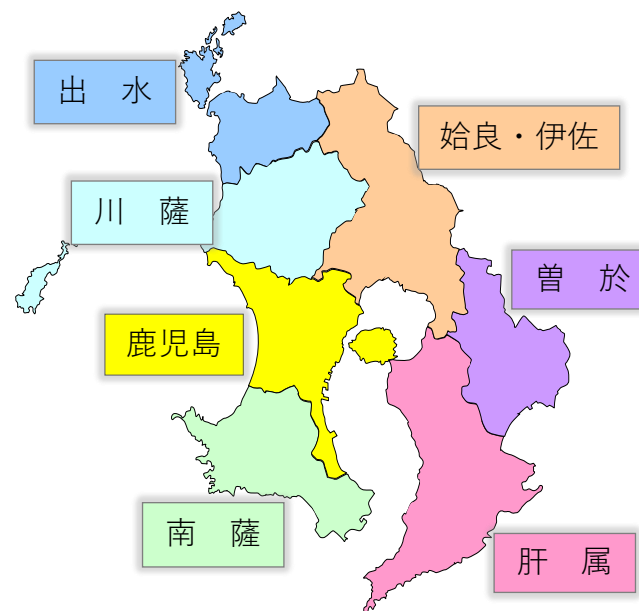 出　水
姶良・伊佐
川　薩
曽　於
鹿児島
南　薩
肝　属